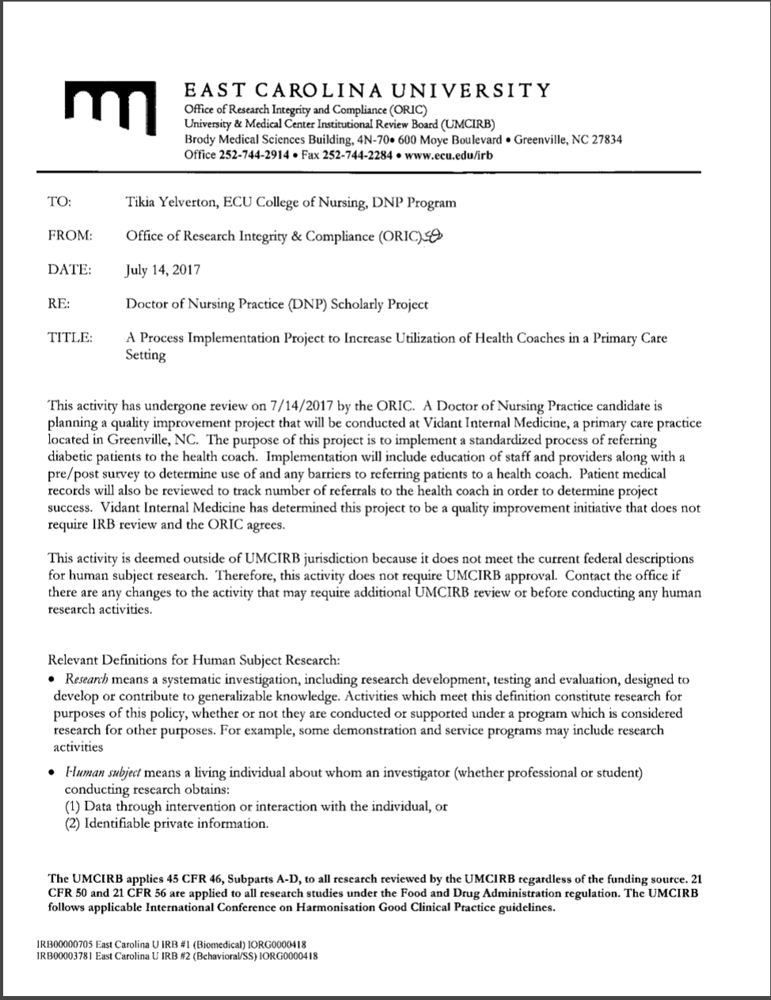 EAST CAROLINA UNIVERSITY
Office of Research Integrity and Compliance (ORIC)
University & Medical Center Institutional Review Board (UMCIRB)
Brody Medical Sciences Building, 4N-70• 600 Moye Boulevard • Greenville, NC 27834
Office 252-744-2914 • Fax 252-744-2284 • www.ecu.edu/irb
TO: Tikia Yelverton, ECU College of Nursing, DNP Program
FROM: Office of Research Integrity & Compliance (ORIC)
DATE: July 14, 2017
RE: Doctor of Nursing Practice (DNP) Scholarly Project
TITLE: A Process Implementation Project to Increase Utilization of Health Coaches in a Primary Care
Setting
This activity has undergone review on 7/14/2017 by the ORIC. A Doctor of Nursing Practice candidate is
planning a quality improvement project that will be conducted at Vidant Internal Medicine, a primary care practice
located in Greenville, NC. The purpose of this project is to implement a standardized process of referring
diabetic patients to the health coach. Implementation will include education of staff and providers along with a
pre/post survey to determine use of and any barriers to referring patients to a health coach. Patient medical
records will also be reviewed to track number of referrals to the health coach in order to determine project
success. Vidant Internal Medicine has determined this project to be a quality improvement initiative that does not
require IRB review and the ORIC agrees.
This activity is deemed outside of UMCIRB jurisdiction because it does not meet the current federal descriptions
for human subject research. Therefore, this activity does not require UMCIRB approval. Contact the office if
there are any changes to the activity that may require additional UMCIRB review or before conducting any human
research activities.
Relevant Definitions for Human Subject Research:
• Research means a systematic investigation, including research development, testing and evaluation, designed to
develop or contribute to generalizable knowledge. Activities which meet this definition constitute research for
purposes of this policy, whether or not they are conducted or supported under a program which is considered
research for other purposes. For example, some demonstration and service programs may include research
activities
• Human subject means a living individual about whom an investigator (whether professional or student)
conducting research obtains:
(1) Data through intervention or interaction with the individual, or
(2) Identifiable private information.
The UMCIRB applies 45 CFR 46, Subparts A-D, to all research reviewed by the UMCIRB regardless of the funding source. 21
CFR 50 and 21 CFR 56 are applied to all research studies under the Food and Drug Administration regulation. The UMCIRB
follows applicable International Conference on Harmonisation Good Clinical Practice guidelines.
IRB00000705 East Carolina U IRB #1 (Biomedical) IORG0000418
IRB00003781 East Carolina U IRB #2 (Behavioral/SS) IORG0000418